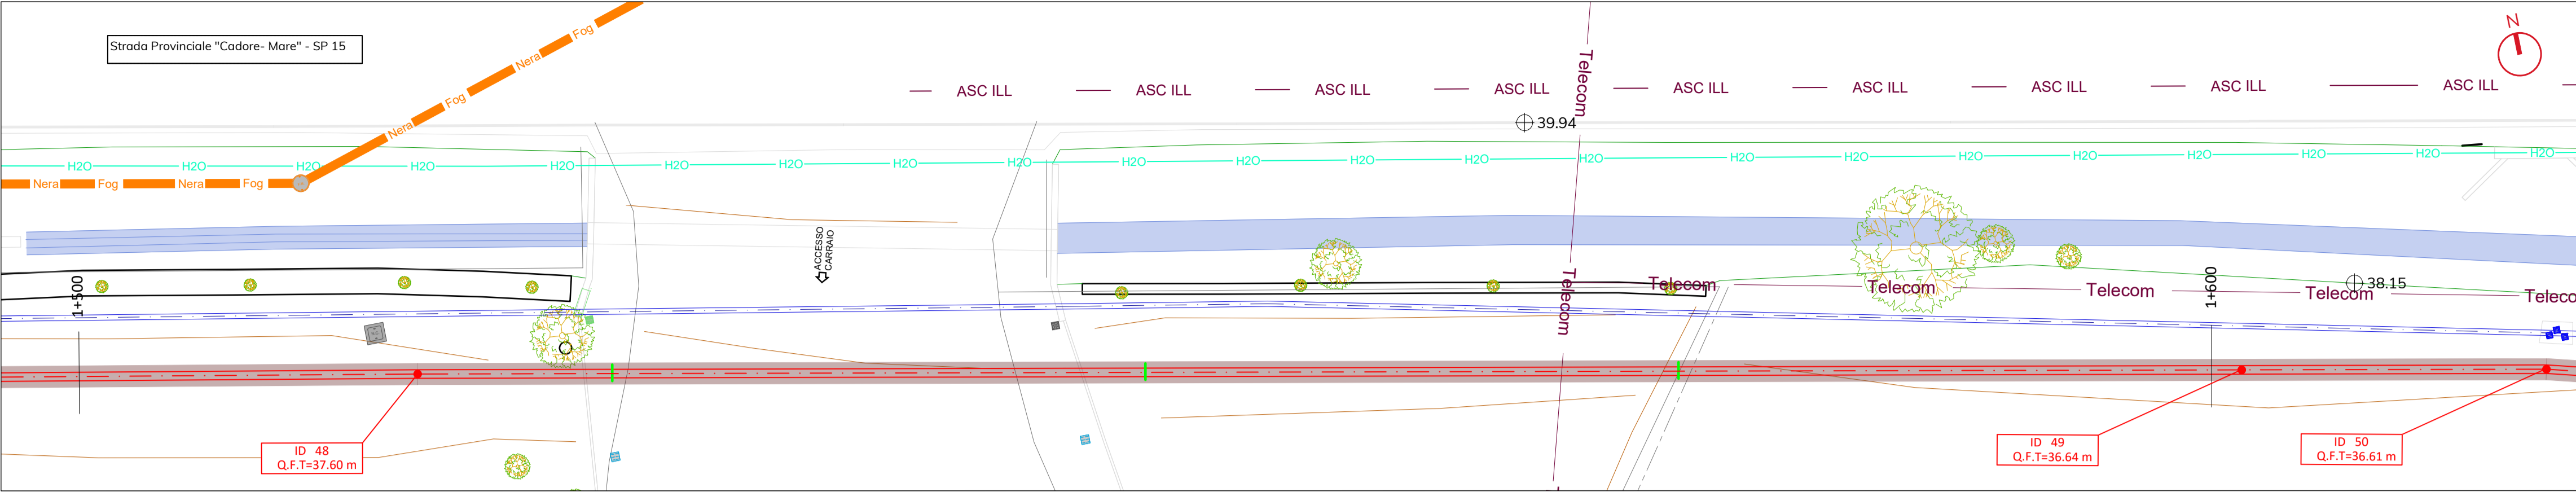 Strada Provinciale "Cadore- Mare" - SP 15
N
Nera Fog Nera Fog
ASC ILL ASC ILL ASC ILL ASC ILL ASC ILL ASC ILL ASC ILL ASC ILL ASC ILL
Telecom
39.94
H2O H2O H2O H2O H2O H2O H2O H2O H2O H2O H2O H2O H2O H2O H2O H2O H2O H2O H2O H2O H2O H2O
Nera Fog Nera Fog
ACCESSO
CARRAIO
1+500
Telecom
Telecom Telecom Telecom Telecom Teleco
1+600
38.15
ID 48
Q.F.T=37.60 m
ID 49
Q.F.T=36.64 m
ID 50
Q.F.T=36.61 m